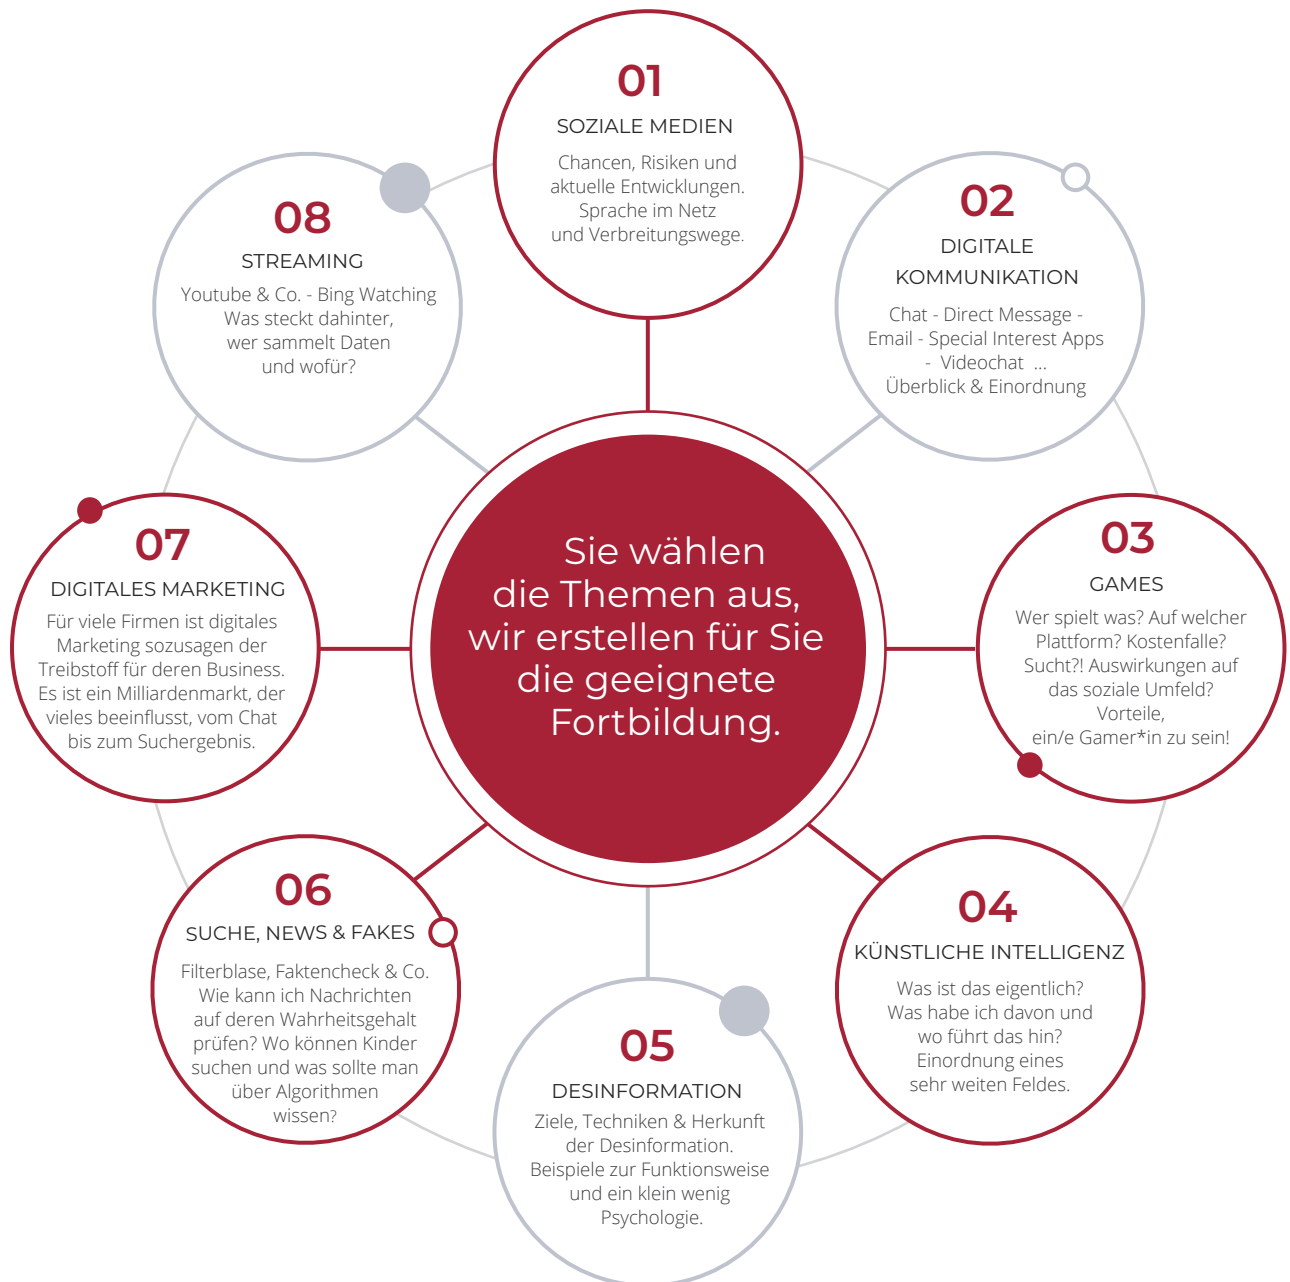 01
SOZIALE MEDIEN
Chancen, Risiken und
aktuelle Entwicklungen.
Sprache im Netz
und Verbreitungswege.
02
DIGITALE
KOMMUNIKATION
Chat - Direct Message -
Email - Special Interest Apps
- Videochat ...
Überblick & Einordnung
03
GAMES
Wer spielt was? Auf welcher
Plattform? Kostenfalle?
Sucht?! Auswirkungen auf
das soziale Umfeld?
Vorteile,
ein/e Gamer*in zu sein!
04
KÜNSTLICHE INTELLIGENZ
Was ist das eigentlich?
Was habe ich davon und
wo führt das hin?
Einordnung eines
sehr weiten Feldes.
05
DESINFORMATION
Ziele, Techniken & Herkunft
der Desinformation.
Beispiele zur Funktionsweise
und ein klein wenig
Psychologie.
06
SUCHE, NEWS & FAKES
Filterblase, Faktencheck & Co.
Wie kann ich Nachrichten
auf deren Wahrheitsgehalt
prüfen? Wo können Kinder
suchen und was sollte man
über Algorithmen
wissen?
07
DIGITALES MARKETING
Für viele Firmen ist digitales
Marketing sozusagen der
Treibstoff für deren Business.
Es ist ein Milliardenmarkt, der
vieles beeinflusst, vom Chat
bis zum Suchergebnis.
08
STREAMING
Youtube & Co. - Bing Watching
Was steckt dahinter,
wer sammelt Daten
und wofür?
Sie wählen
die Themen aus,
wir erstellen für Sie
die geeignete
Fortbildung.